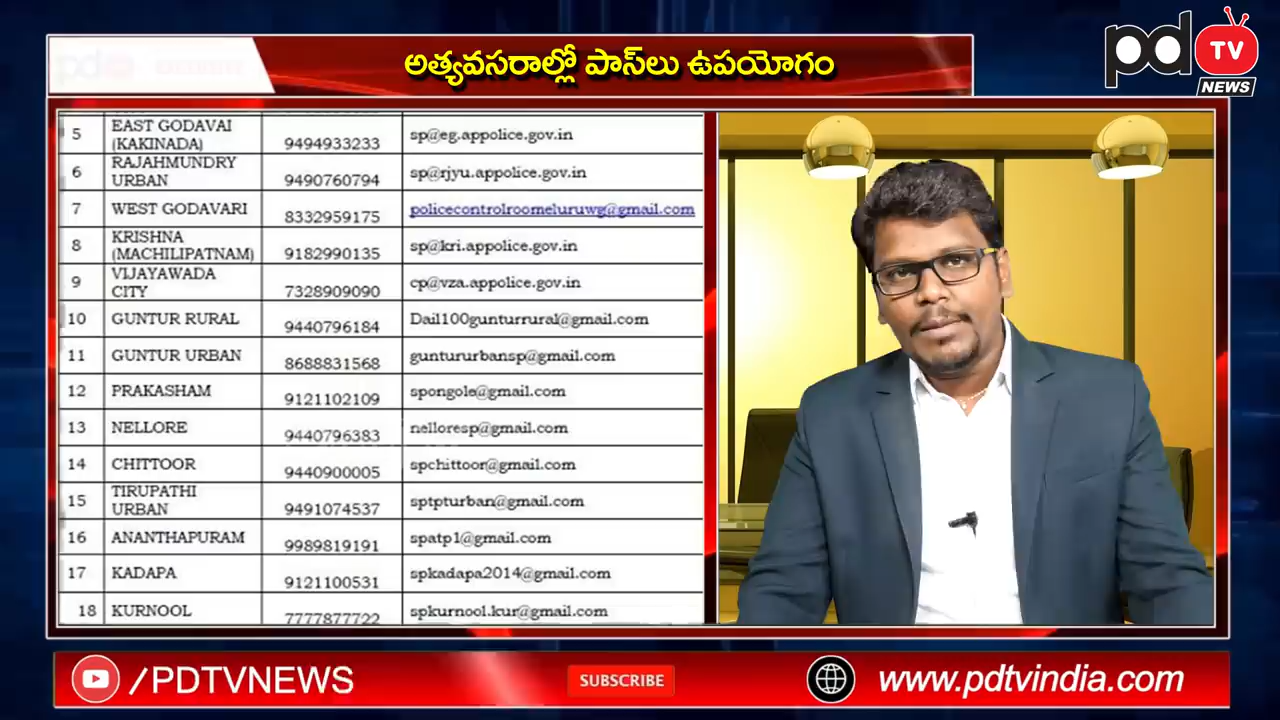 అత్యవసరాల్లో పాస్‌లు ఉపయోగం
pd TV
NEWS
5 EAST GODAVAI (KAKINADA) 9494933233 sp@eg.appolice.gov.in
6 RAJAHMUNDRY URBAN 9490760794 sp@rjyu.appolice.gov.in
7 WEST GODAVARI 8332959175 policecontrolroomeluruwg@gmail.com
8 KRISHNA (MACHILIPATNAM) 9182990135 sp@kri.appolice.gov.in
9 VIJAYAWADA CITY 7328909090 cp@vza.appolice.gov.in
10 GUNTUR RURAL 9440796184 Dail100gunturrural@gmail.com
11 GUNTUR URBAN 8688831568 guntururbansp@gmail.com
12 PRAKASHAM 9121102109 spongole@gmail.com
13 NELLORE 9440796383 nelloresp@gmail.com
14 CHITTOOR 9440900005 spchittoor@gmail.com
15 TIRUPATHI URBAN 9491074537 sptpturban@gmail.com
16 ANANTHAPURAM 9989819191 spatp1@gmail.com
17 KADAPA 9121100531 spkadapa2014@gmail.com
18 KURNOOL 7777877722 spkurnool.kur@gmail.com
/PDTVNEWS
SUBSCRIBE
www.pdtvindia.com